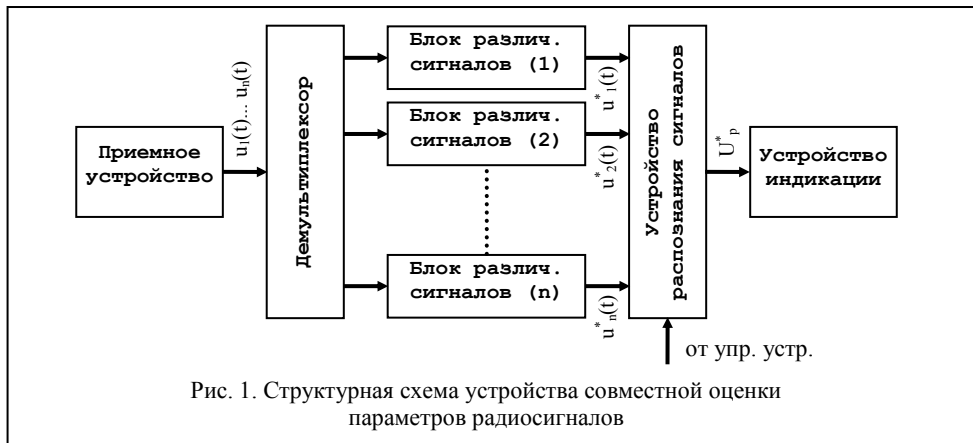 Приемное
устройство
u₁(t)... uₙ(t)
Демультиплексор
Блок различ.
сигналов (1)
Блок различ.
сигналов (2)
Блок различ.
сигналов (n)
u*₁(t)
u*₂(t)
u*ₙ(t)
Устройство
распознания сигналов
U*ₚ
Устройство
индикации
от упр. устр.
Рис. 1. Структурная схема устройства совместной оценки
параметров радиосигналов